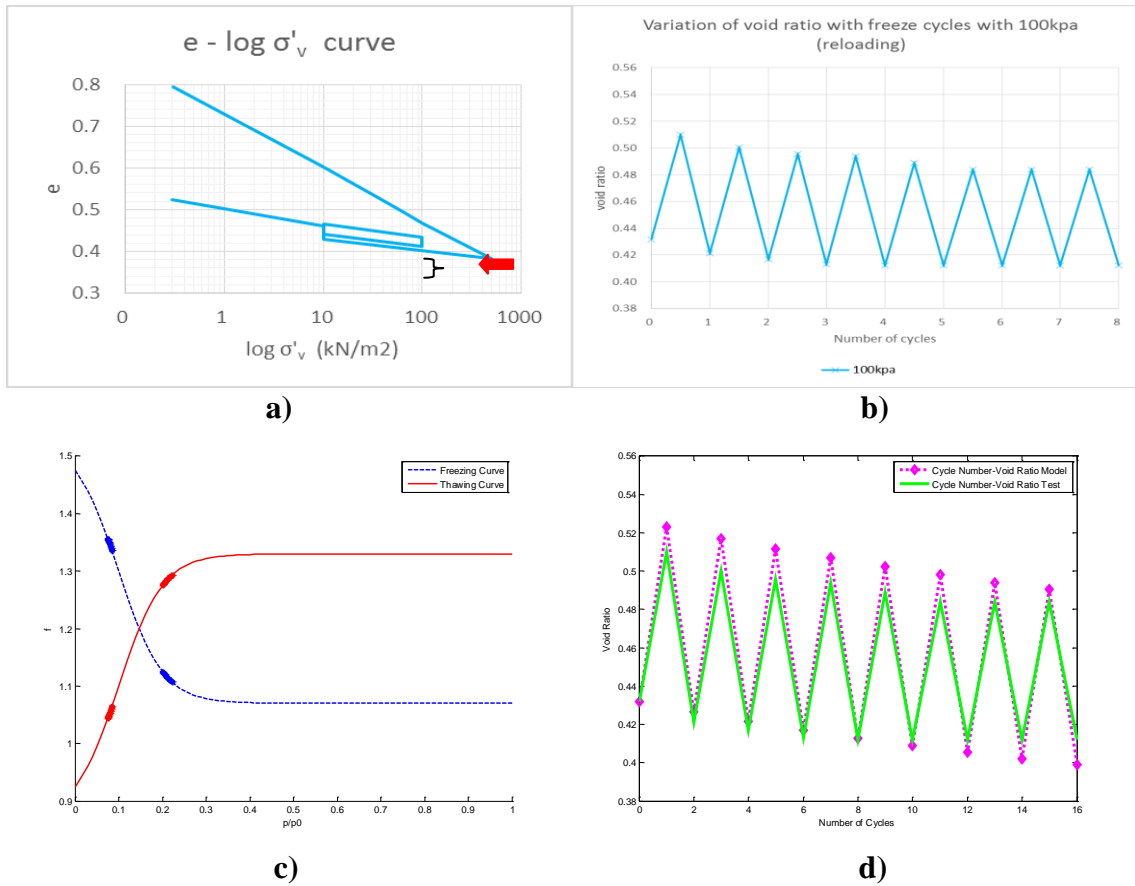 e - log σ'v curve
e
0.8
0.7
0.6
0.5
0.4
0.3
0 1 10 100 1000
log σ'v (kN/m2)
a)
Variation of void ratio with freeze cycles with 100kpa
(reloading)
void ratio
0.56
0.54
0.52
0.50
0.48
0.46
0.44
0.42
0.40
0.38
0 1 2 3 4 5 6 7 8
Number of cycles
100kpa
b)
1.5
1.4
1.3
1.2
1.1
1
0.9
f
Freezing Curve
Thawing Curve
0 0.1 0.2 0.3 0.4 0.5 0.6 0.7 0.8 0.9 1
p/p0
c)
0.56
0.54
0.52
0.5
0.48
0.46
0.44
0.42
0.4
0.38
Void Ratio
Cycle Number-Void Ratio Model
Cycle Number-Void Ratio Test
0 2 4 6 8 10 12 14 16
Number of Cycles
d)